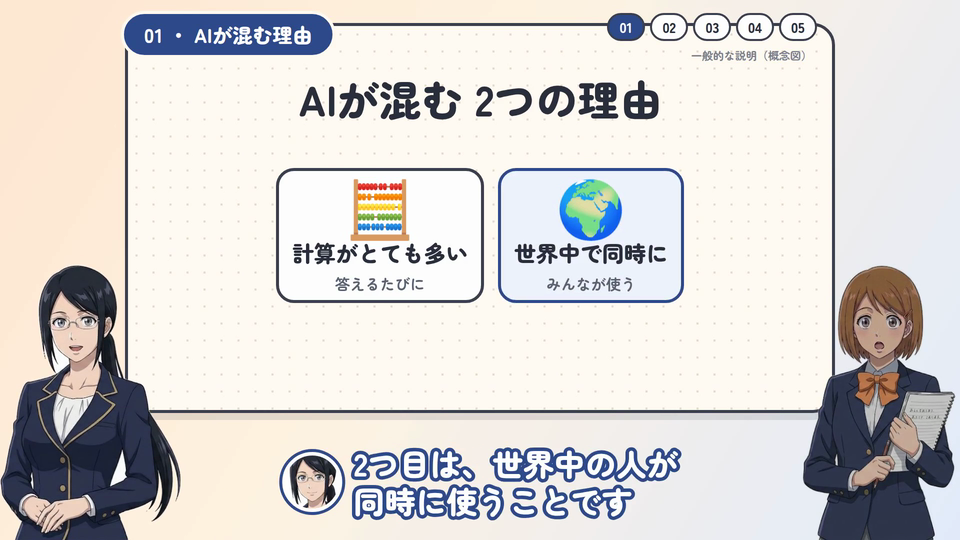 01 ・ AIが混む理由
01 02 03 04 05
一般的な説明（概念図）
AIが混む 2つの理由
計算がとても多い
答えるたびに
世界中で同時に
みんなが使う
2つ目は、世界中の人が
同時に使うことです